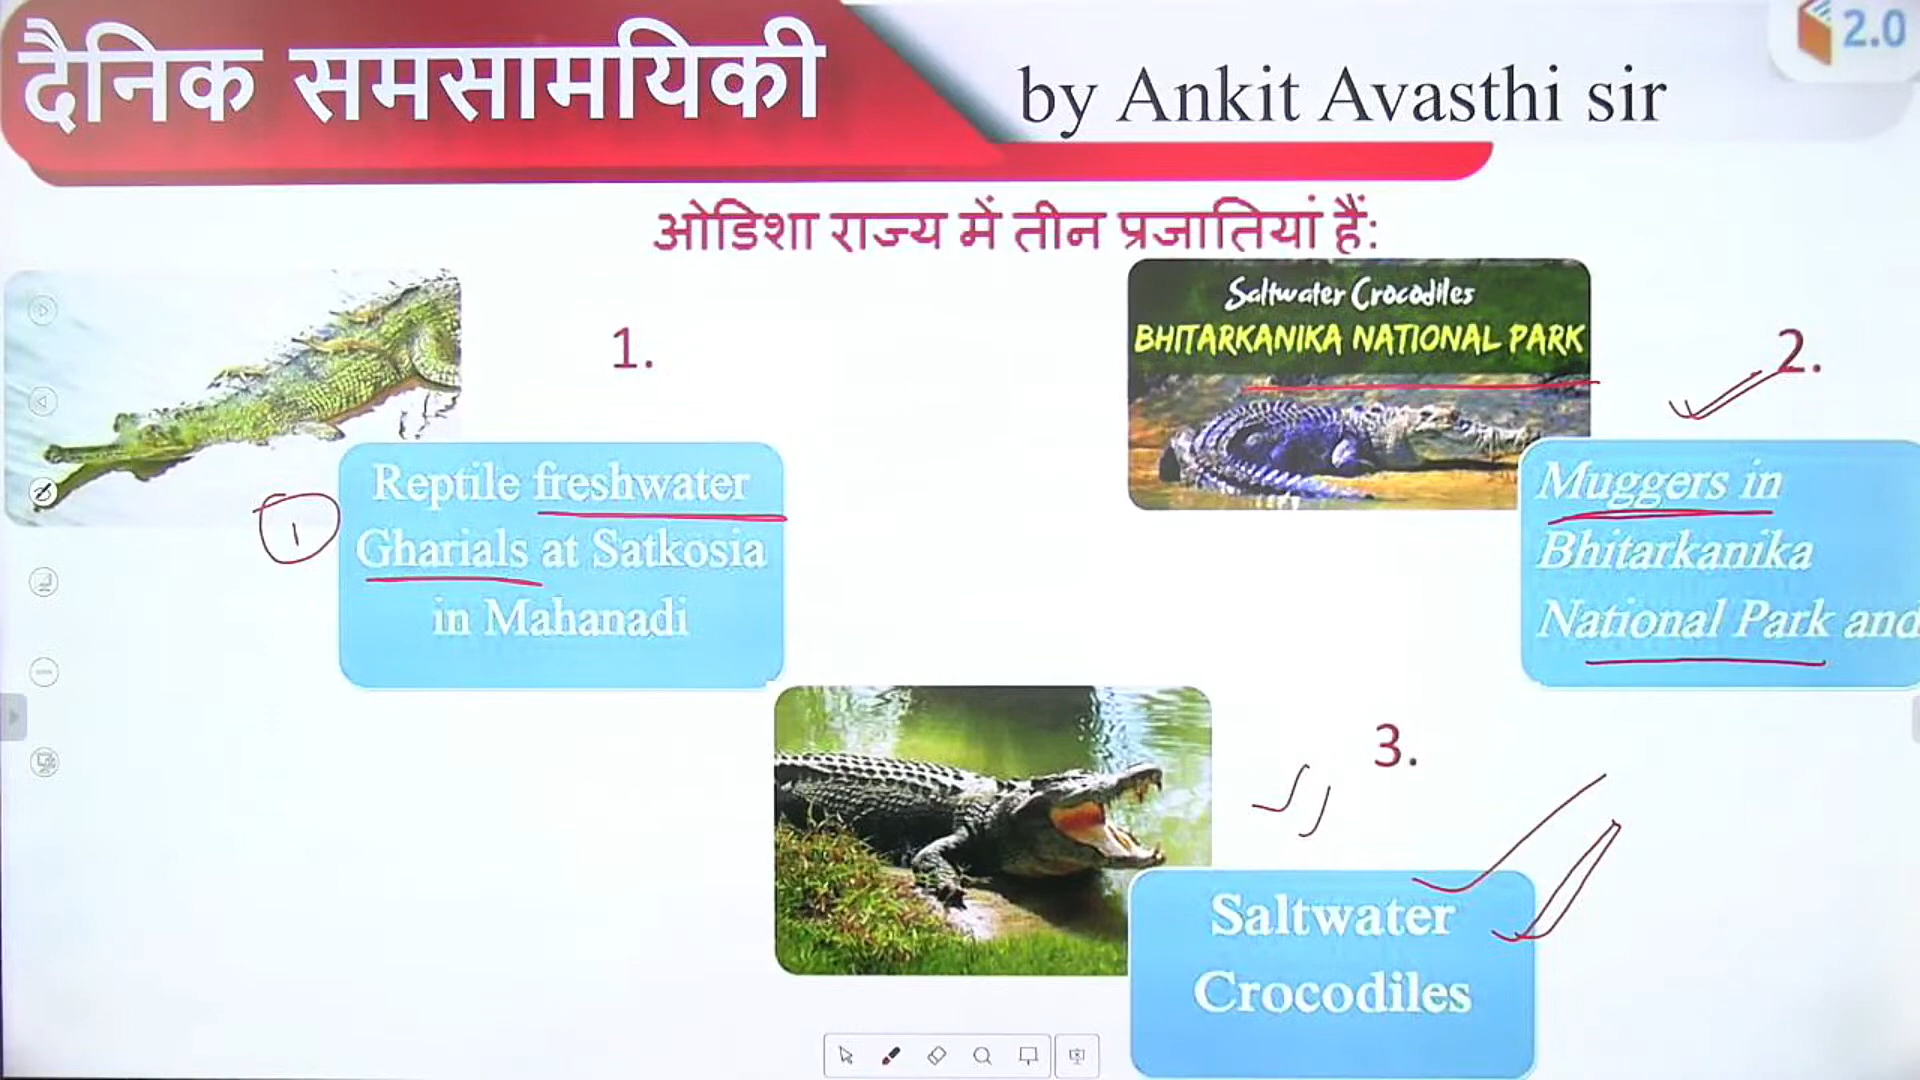 दैनिक समसामयिकी
by Ankit Avasthi sir
2.0
ओडिशा राज्य में तीन प्रजातियां हैं:
1.
Saltwater Crocodiles
BHITARKANIKA NATIONAL PARK
2.
Reptile freshwater
Gharials at Satkosia
in Mahanadi
1
Muggers in
Bhitarkanika
National Park and
3.
Saltwater
Crocodiles